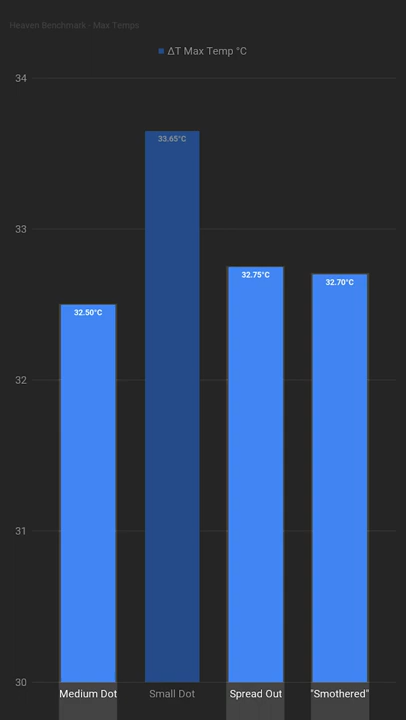 Heaven Benchmark - Max Temps
ΔT Max Temp °C
34
33.65°C
33
32.75°C
32.70°C
32.50°C
32
31
30
Medium Dot Small Dot Spread Out "Smothered"